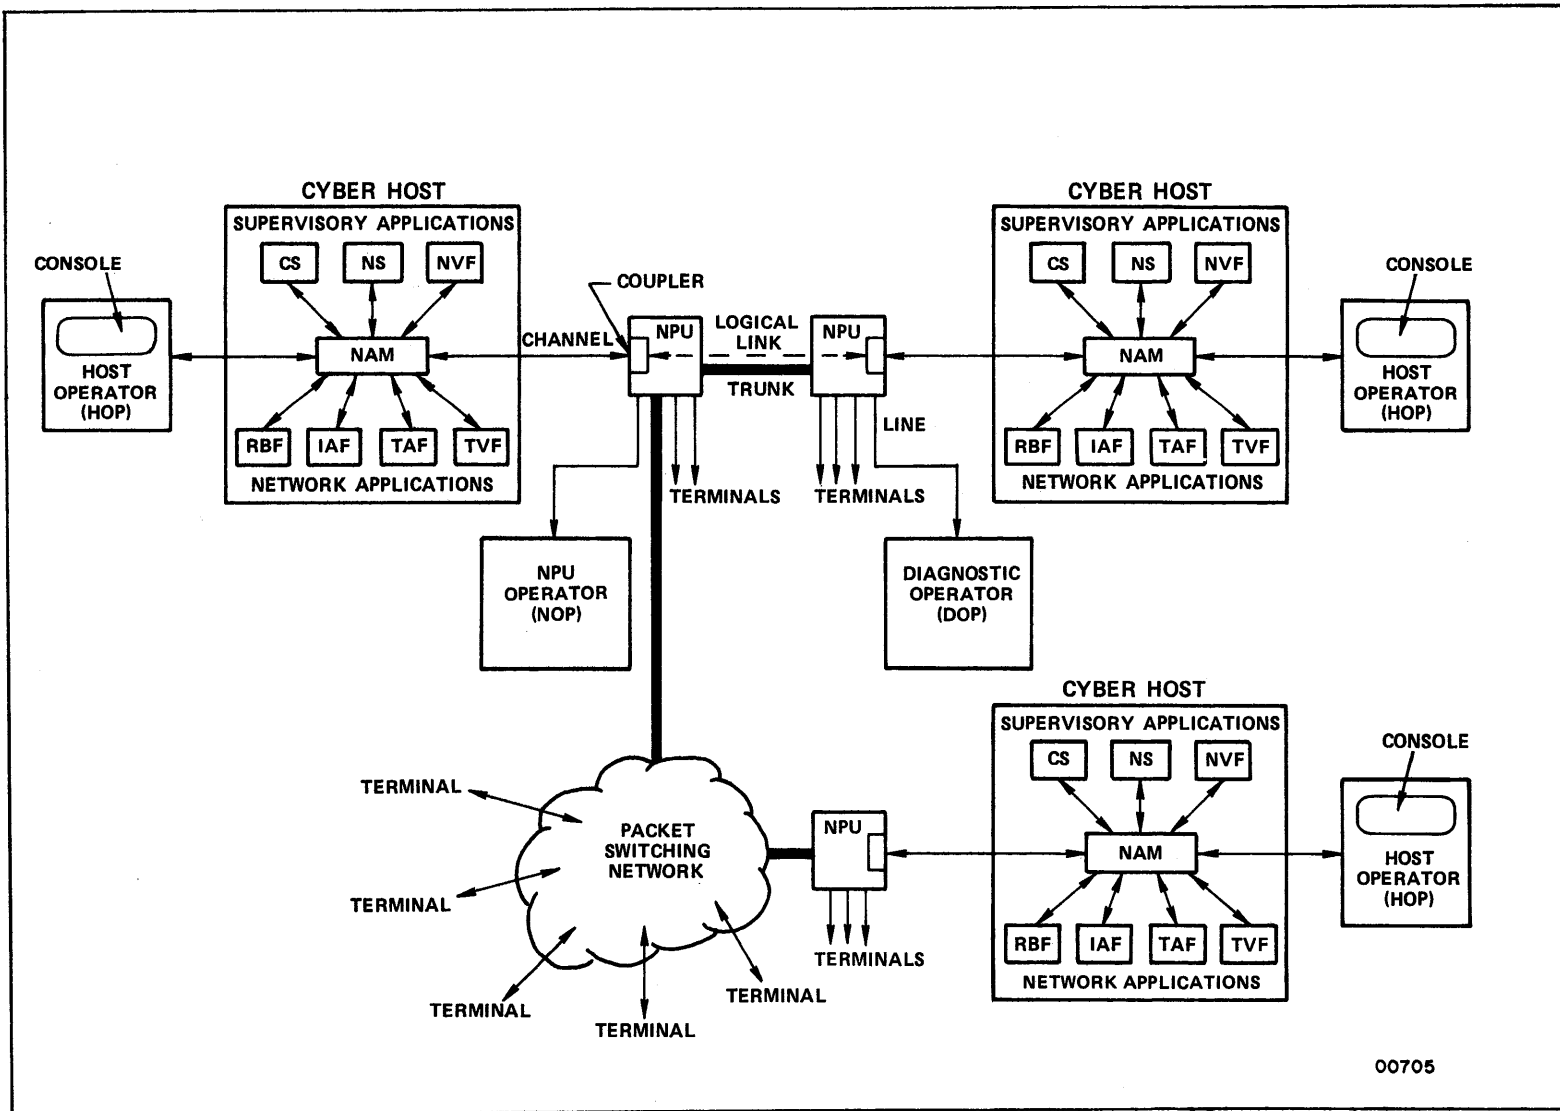 CYBER HOST
SUPERVISORY APPLICATIONS
CS
NS
NVF
NAM
RBF
IAF
TAF
TVF
NETWORK APPLICATIONS
CONSOLE
HOST
OPERATOR
(HOP)
CHANNEL
COUPLER
NPU
LOGICAL
LINK
TRUNK
NPU
LINE
TERMINALS
TERMINALS
CYBER HOST
SUPERVISORY APPLICATIONS
CS
NS
NVF
NAM
RBF
IAF
TAF
TVF
NETWORK APPLICATIONS
CONSOLE
HOST
OPERATOR
(HOP)
NPU
OPERATOR
(NOP)
DIAGNOSTIC
OPERATOR
(DOP)
TERMINAL
TERMINAL
TERMINAL
TERMINAL
TERMINAL
PACKET
SWITCHING
NETWORK
NPU
TERMINALS
CYBER HOST
SUPERVISORY APPLICATIONS
CS
NS
NVF
NAM
RBF
IAF
TAF
TVF
NETWORK APPLICATIONS
CONSOLE
HOST
OPERATOR
(HOP)
00705